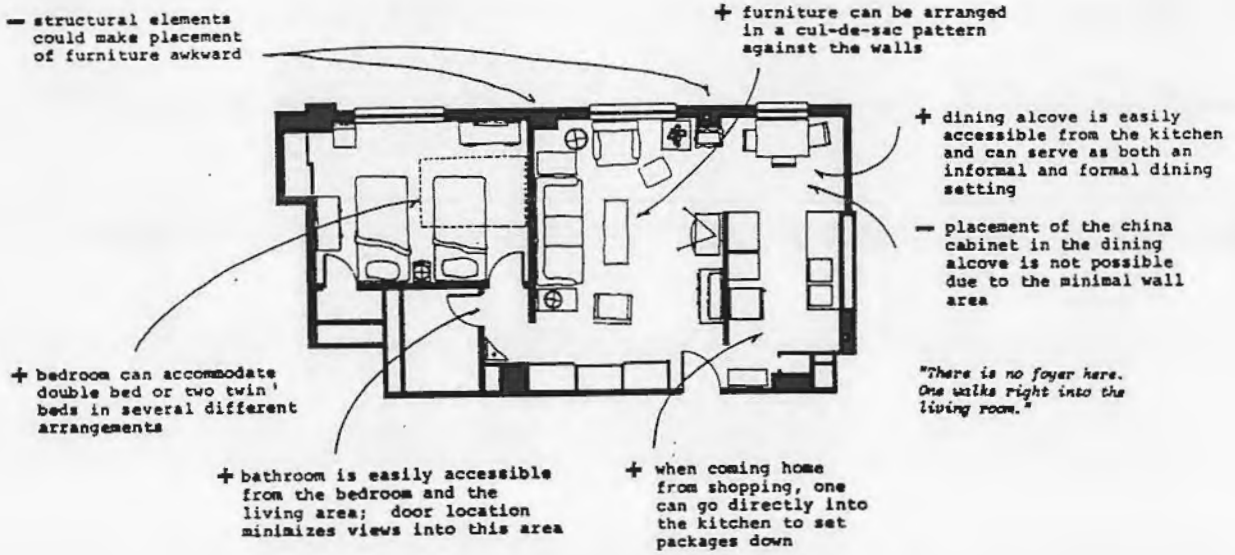 − structural elements
could make placement
of furniture awkward
+ furniture can be arranged
in a cul-de-sac pattern
against the walls
+ dining alcove is easily
accessible from the kitchen
and can serve as both an
informal and formal dining
setting
− placement of the china
cabinet in the dining
alcove is not possible
due to the minimal wall
area
"There is no foyer here.
One walks right into the
living room."
+ bedroom can accommodate
double bed or two twin'
beds in several different
arrangements
+ bathroom is easily accessible
from the bedroom and the
living area; door location
minimizes views into this area
+ when coming home
from shopping, one
can go directly into
the kitchen to set
packages down